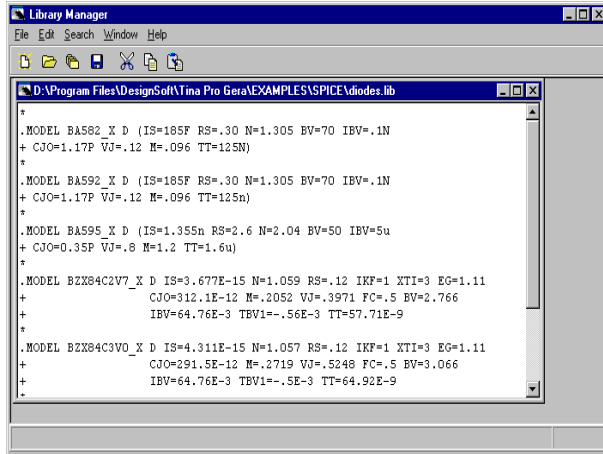 Library Manager
File Edit Search Window Help
D:\Program Files\DesignSoft\Tina Pro Gera\EXAMPLES\SPICE\diodes.lib
*
.MODEL BA582_X D (IS=185F RS=.30 N=1.305 BV=70 IBV=.1N
+ CJO=1.17P VJ=.12 M=.096 TT=125N)
*
.MODEL BA592_X D (IS=185F RS=.30 N=1.305 BV=70 IBV=.1N
+ CJO=1.17P VJ=.12 M=.096 TT=125n)
*
.MODEL BA595_X D (IS=1.355n RS=2.6 N=2.04 BV=50 IBV=5u
+ CJO=0.35P VJ=.8 M=1.2 TT=1.6u)
*
.MODEL BZX84C2V7_X D IS=3.677E-15 N=1.059 RS=.12 IKF=1 XTI=3 EG=1.11
+ CJO=312.1E-12 M=.2052 VJ=.3971 FC=.5 BV=2.766
+ IBV=64.76E-3 TBV1=-.56E-3 TT=57.71E-9
*
.MODEL BZX84C3V0_X D IS=4.311E-15 N=1.057 RS=.12 IKF=1 XTI=3 EG=1.11
+ CJO=291.5E-12 M=.2719 VJ=.5248 FC=.5 BV=3.066
+ IBV=64.76E-3 TBV1=-.5E-3 TT=64.92E-9
*